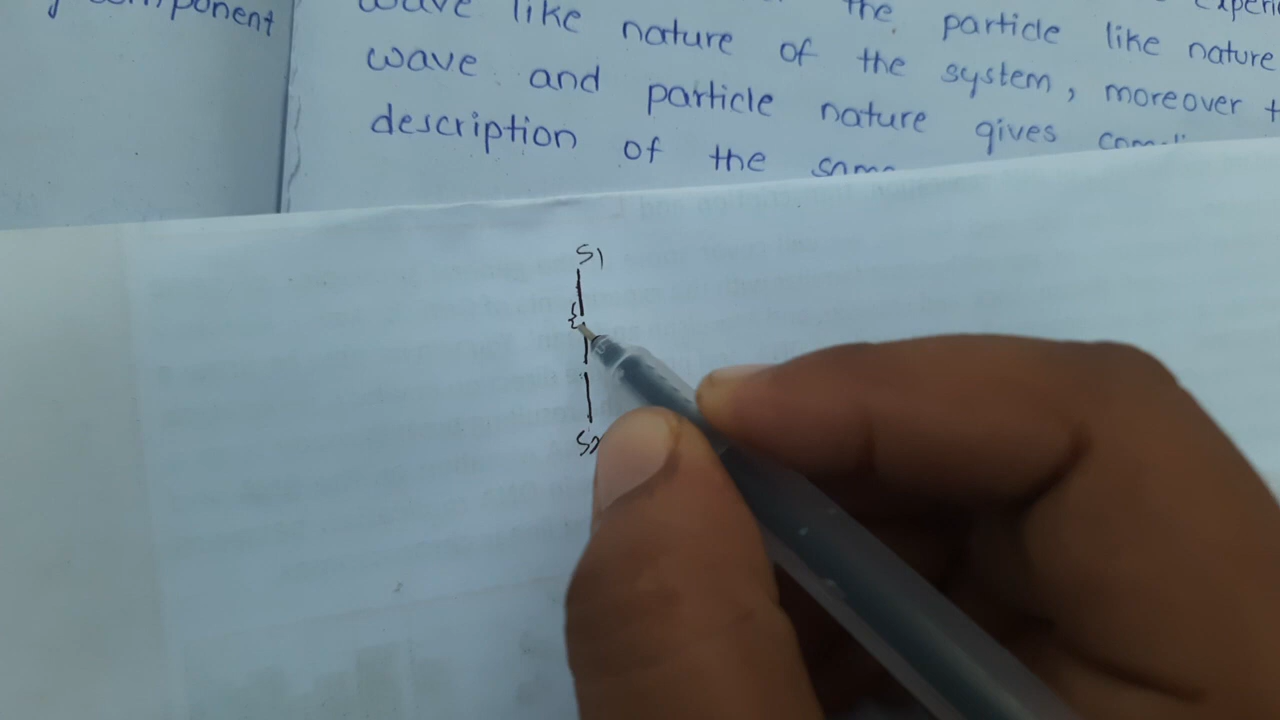 component
wave like nature of the system, moreover
the particle like nature
wave and particle nature gives
description of the
S1
S2